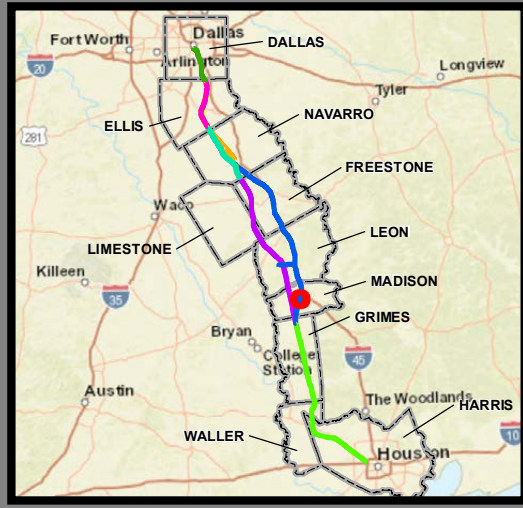 Dallas
DALLAS
Fort Worth
Arlington
Longview
20
Tyler
NAVARRO
ELLIS
281
FREESTONE
Waco
LEON
LIMESTONE
Killeen
MADISON
35
GRIMES
Bryan
College
Station
45
Austin
The Woodlands
HARRIS
WALLER
10
Houston